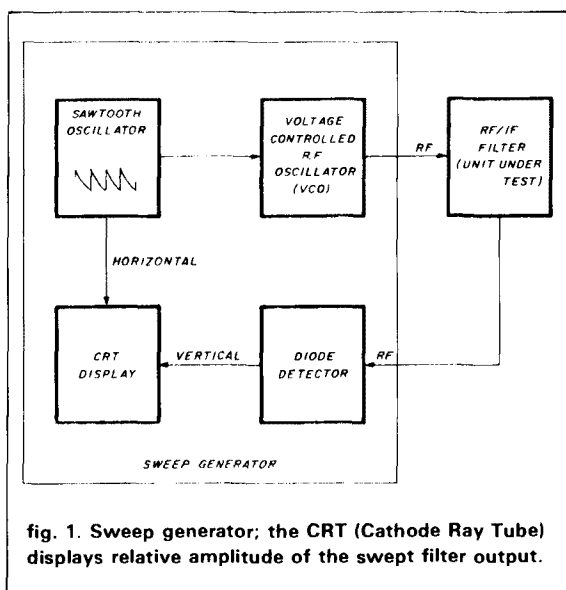 SAWTOOTH
OSCILLATOR
VOLTAGE
CONTROLLED
R.F.
OSCILLATOR
(VCO)
RF
RF/IF
FILTER
(UNIT UNDER
TEST)
HORIZONTAL
CRT
DISPLAY
VERTICAL
DIODE
DETECTOR
RF
SWEEP GENERATOR
fig. 1. Sweep generator; the CRT (Cathode Ray Tube)
displays relative amplitude of the swept filter output.